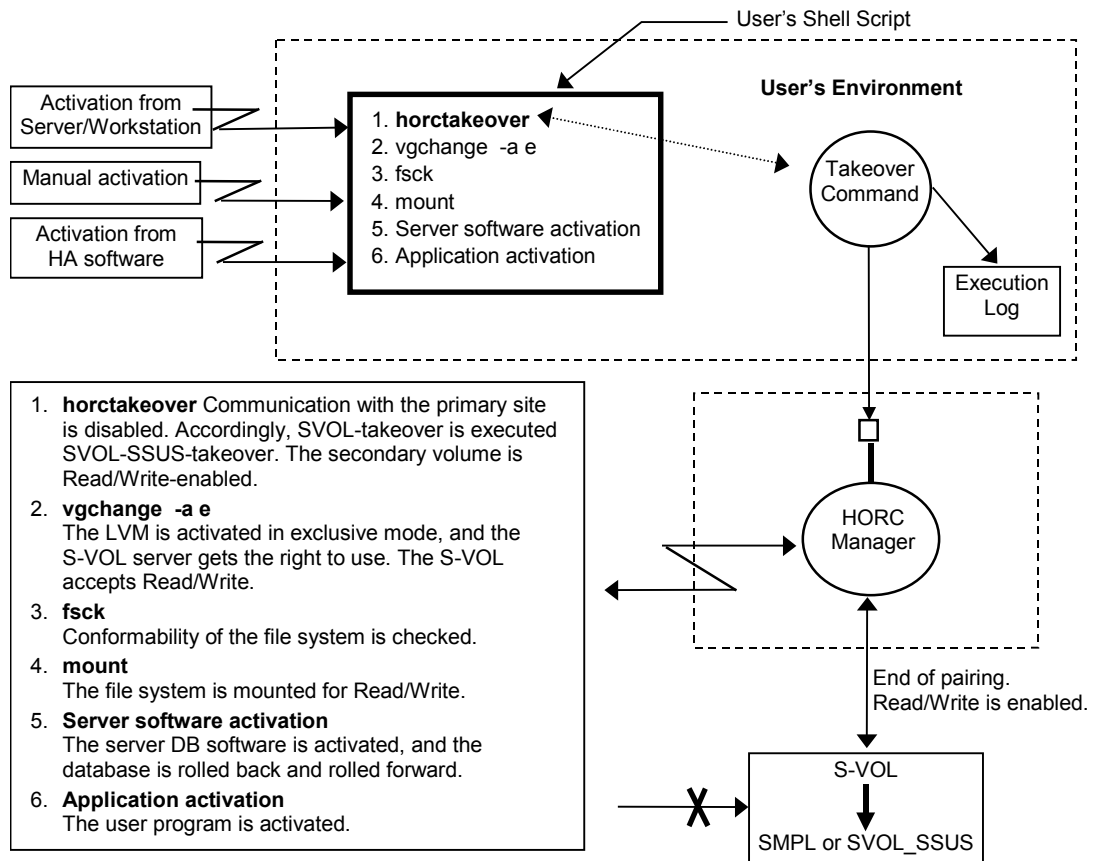 User's Shell Script
User's Environment
Activation from
Server/Workstation
Manual activation
Activation from
HA software
1. horctakeover
2. vgchange -a e
3. fsck
4. mount
5. Server software activation
6. Application activation
Takeover
Command
Execution
Log
1. horctakeover Communication with the primary site
is disabled. Accordingly, SVOL-takeover is executed
SVOL-SSUS-takeover. The secondary volume is
Read/Write-enabled.
2. vgchange -a e
The LVM is activated in exclusive mode, and the
S-VOL server gets the right to use. The S-VOL
accepts Read/Write.
3. fsck
Conformability of the file system is checked.
4. mount
The file system is mounted for Read/Write.
5. Server software activation
The server DB software is activated, and the
database is rolled back and rolled forward.
6. Application activation
The user program is activated.
HORC
Manager
End of pairing.
Read/Write is enabled.
S-VOL
SMPL or SVOL_SSUS